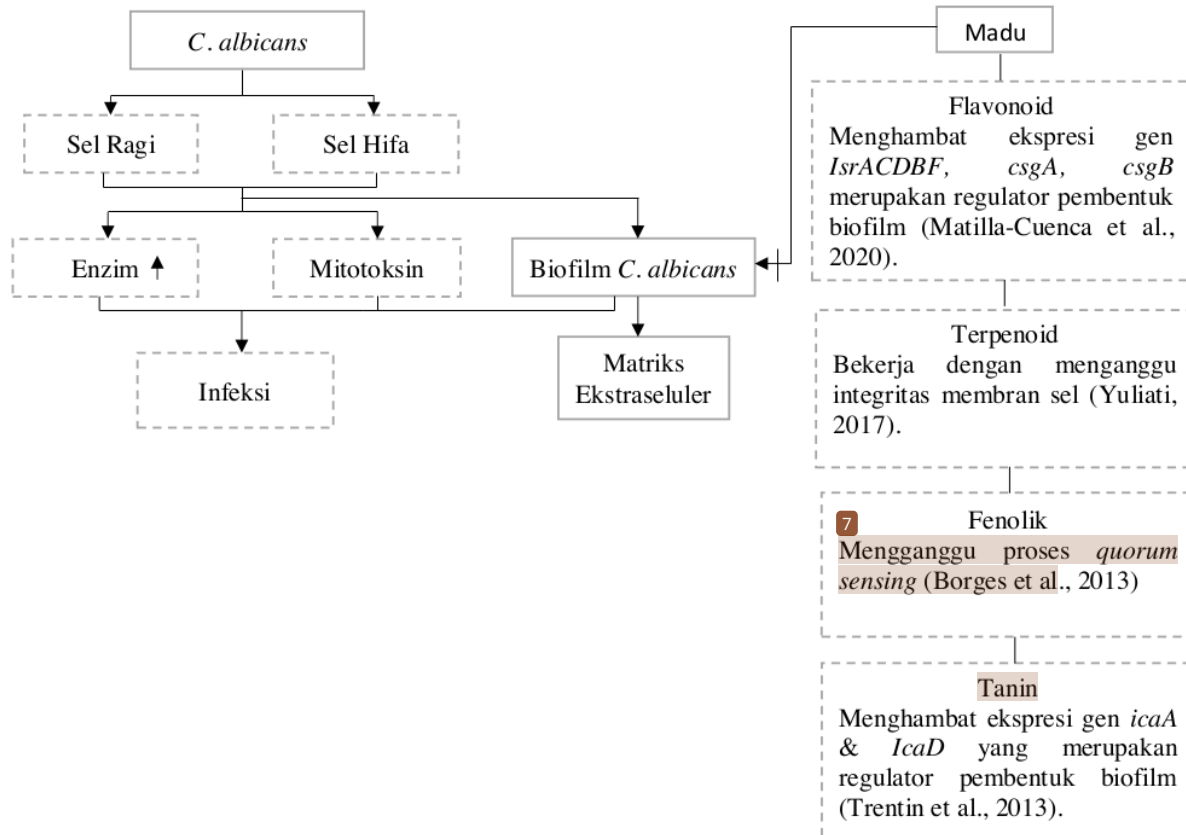 C. albicans
Madu
Sel Ragi
Sel Hifa
Enzim
Mitotoksin
Biofilm C. albicans
Infeksi
Matriks
Ekstraseluler
Flavonoid
Menghambat ekspresi gen
IsrACDBF, csgA, csgB
merupakan regulator pembentuk
biofilm (Matilla-Cuenca et al.,
2020).
Terpenoid
Bekerja dengan menganggu
integritas membran sel (Yuliati,
2017).
7
Fenolik
Mengganggu proses quorum
sensing (Borges et al., 2013)
Tanin
Menghambat ekspresi gen icaA
& IcaD yang merupakan
regulator pembentuk biofilm
(Trentin et al., 2013).